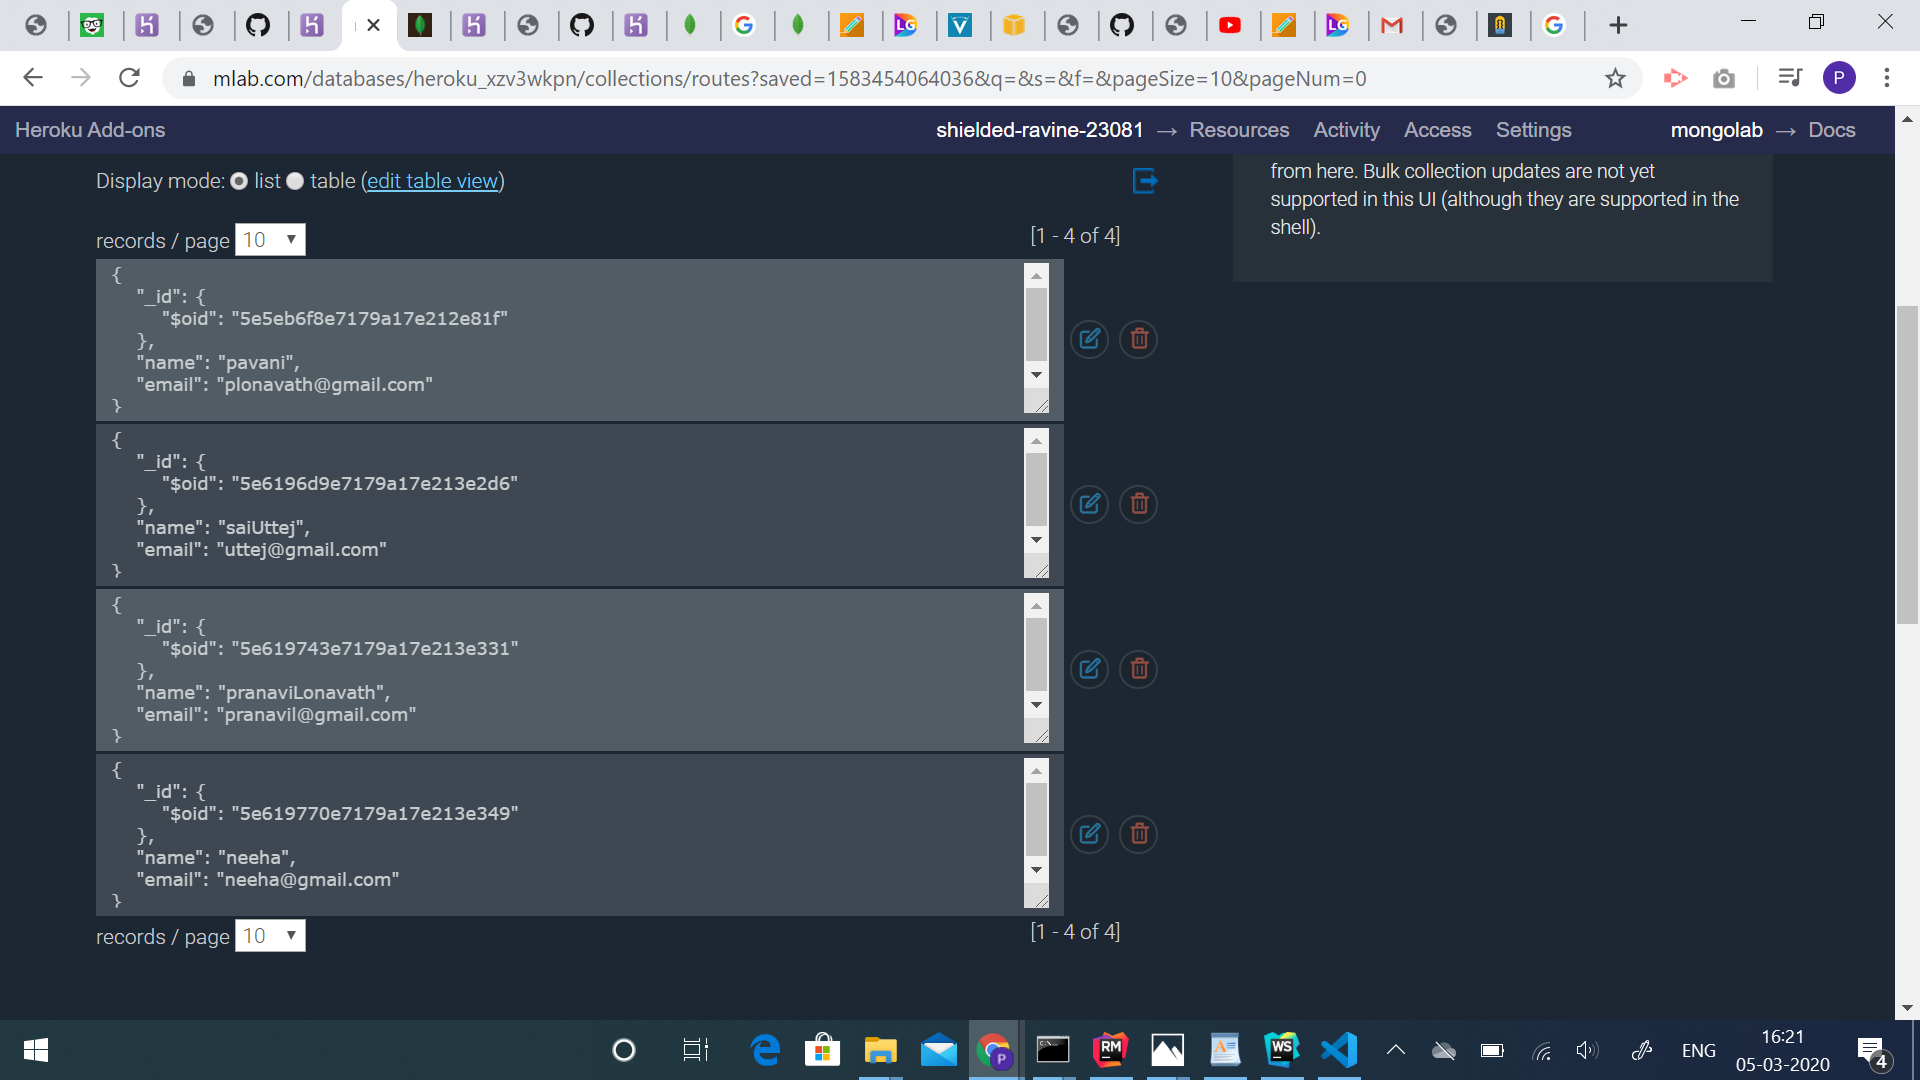 mlab.com/databases/heroku_xzv3wkpn/collections/routes?saved=1583454064036&q=&s=&f=&pageSize=10&pageNum=0
P
Heroku Add-ons
shielded-ravine-23081 → Resources Activity Access Settings
mongolab → Docs
Display mode: list table (edit table view)
from here. Bulk collection updates are not yet
supported in this UI (although they are supported in the
shell).
records / page 10
[1 - 4 of 4]
{
"_id": {
"$oid": "5e5eb6f8e7179a17e212e81f"
},
"name": "pavani",
"email": "plonavath@gmail.com"
}
{
"_id": {
"$oid": "5e6196d9e7179a17e213e2d6"
},
"name": "saiUttej",
"email": "uttej@gmail.com"
}
{
"_id": {
"$oid": "5e619743e7179a17e213e331"
},
"name": "pranaviLonavath",
"email": "pranavil@gmail.com"
}
{
"_id": {
"$oid": "5e619770e7179a17e213e349"
},
"name": "neeha",
"email": "neeha@gmail.com"
}
records / page 10
[1 - 4 of 4]
P
RM
WS
ENG
16:21
05-03-2020
4